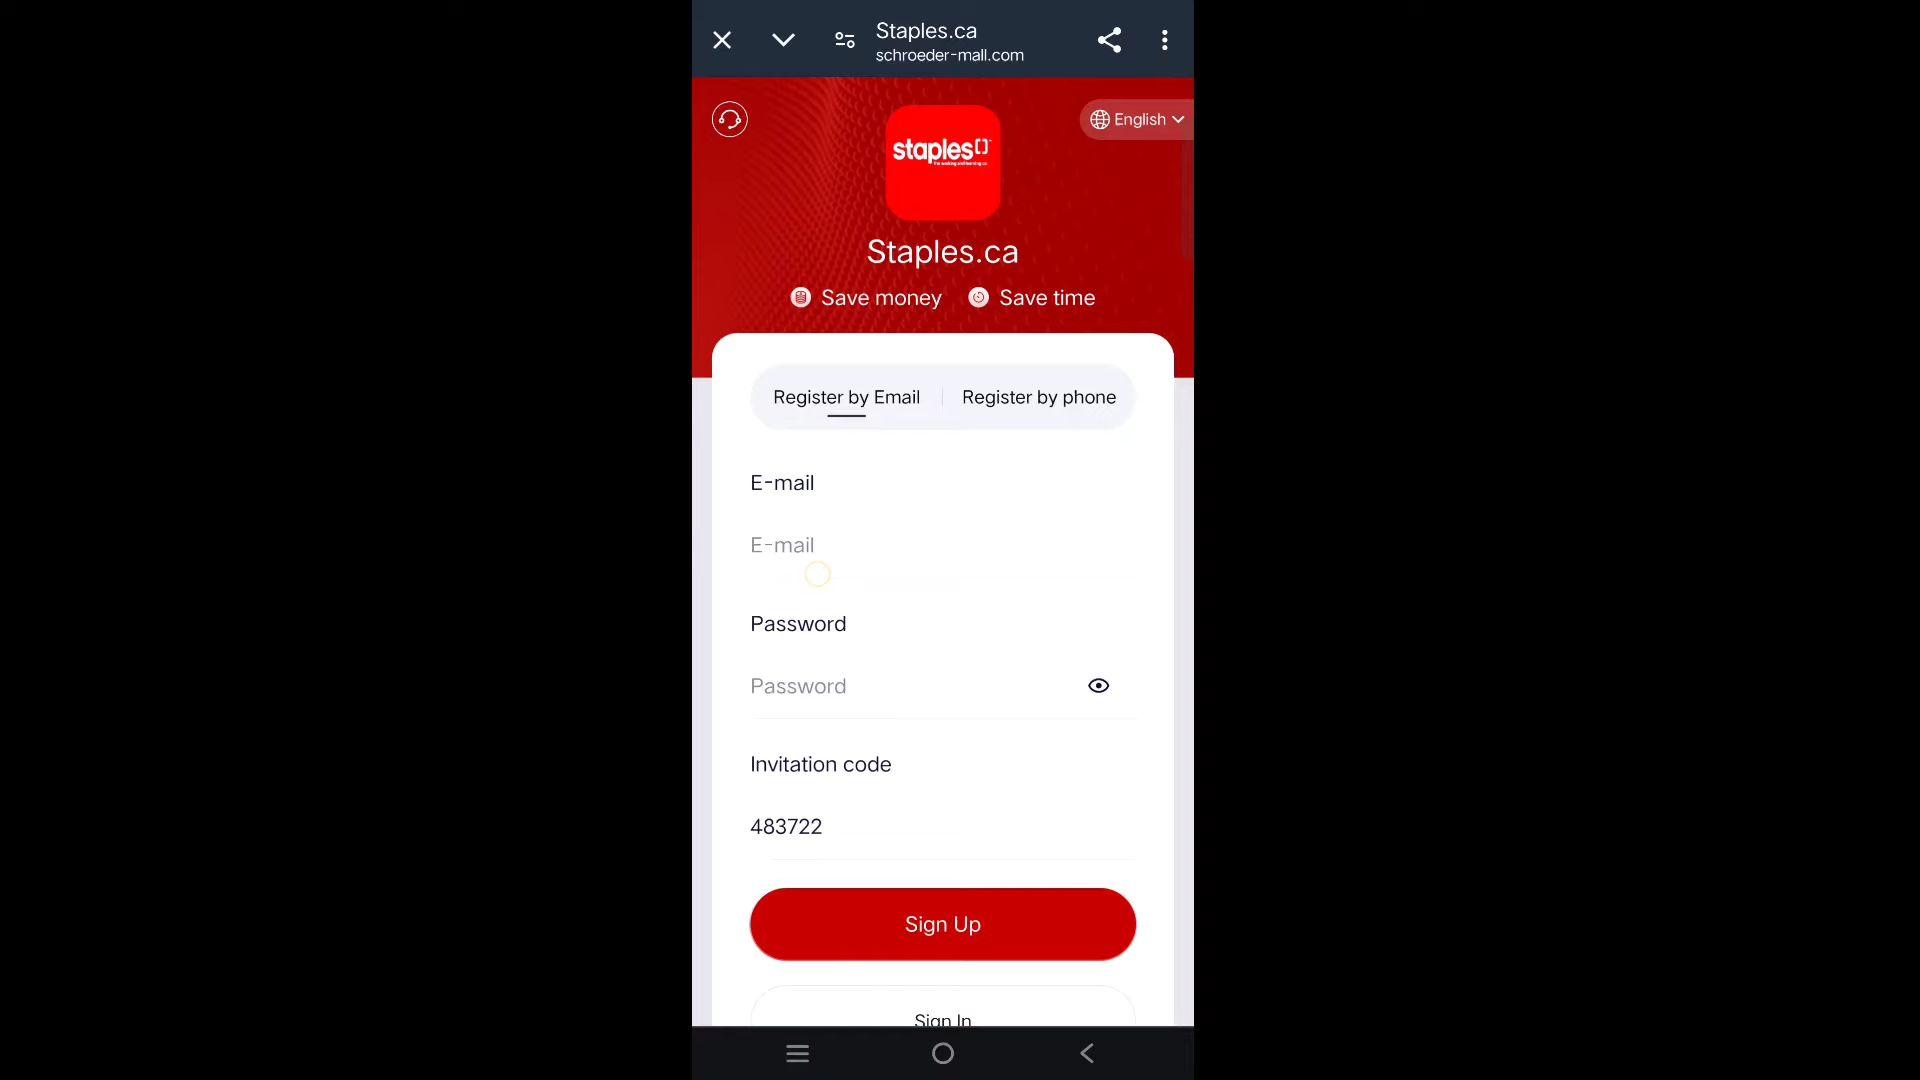 Staples.ca
schroeder-mall.com
English
staples
Staples.ca
Save money
Save time
Register by Email
Register by phone
E-mail
E-mail
Password
Password
Invitation code
483722
Sign Up
Sign In